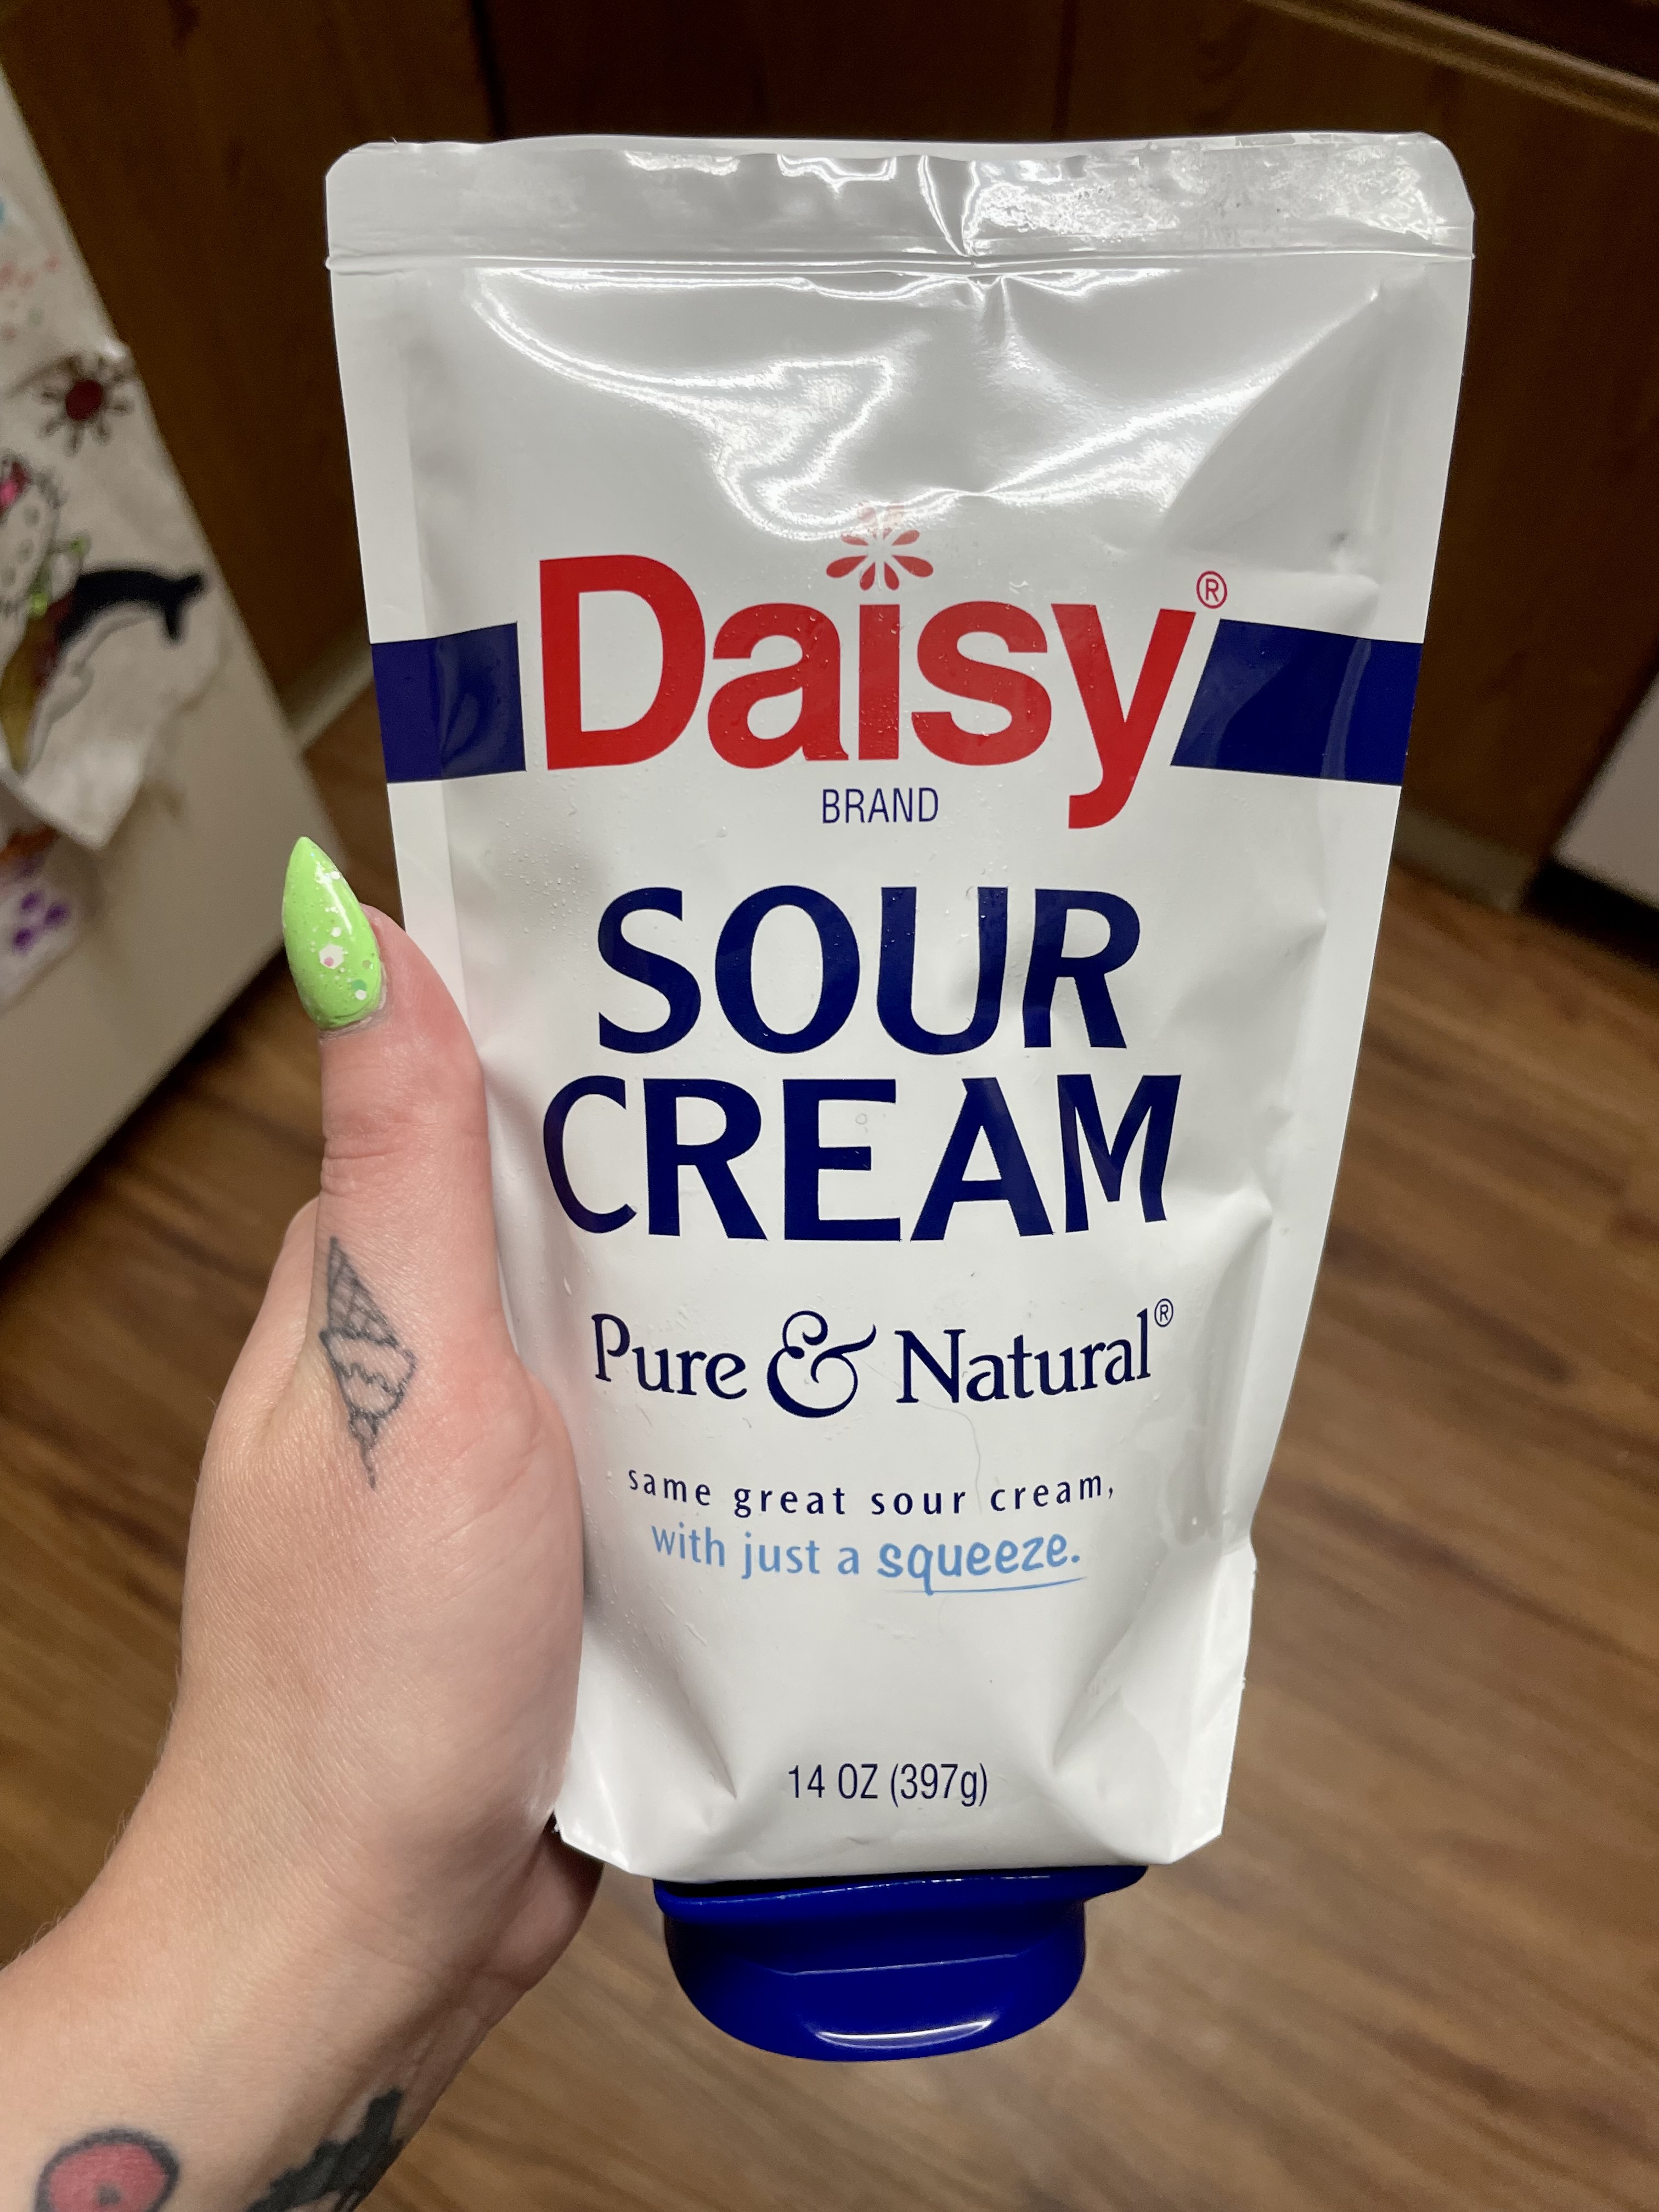 Daisy®
BRAND
SOUR
CREAM
Pure & Natural®
same great sour cream,
with just a squeeze.
14 OZ (397g)